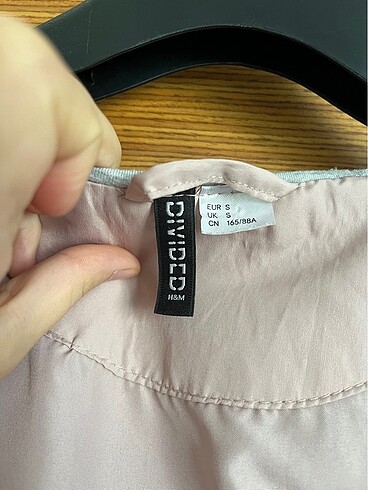 DIVIDED
H&M
EUR S
UK S
CN 165/88A